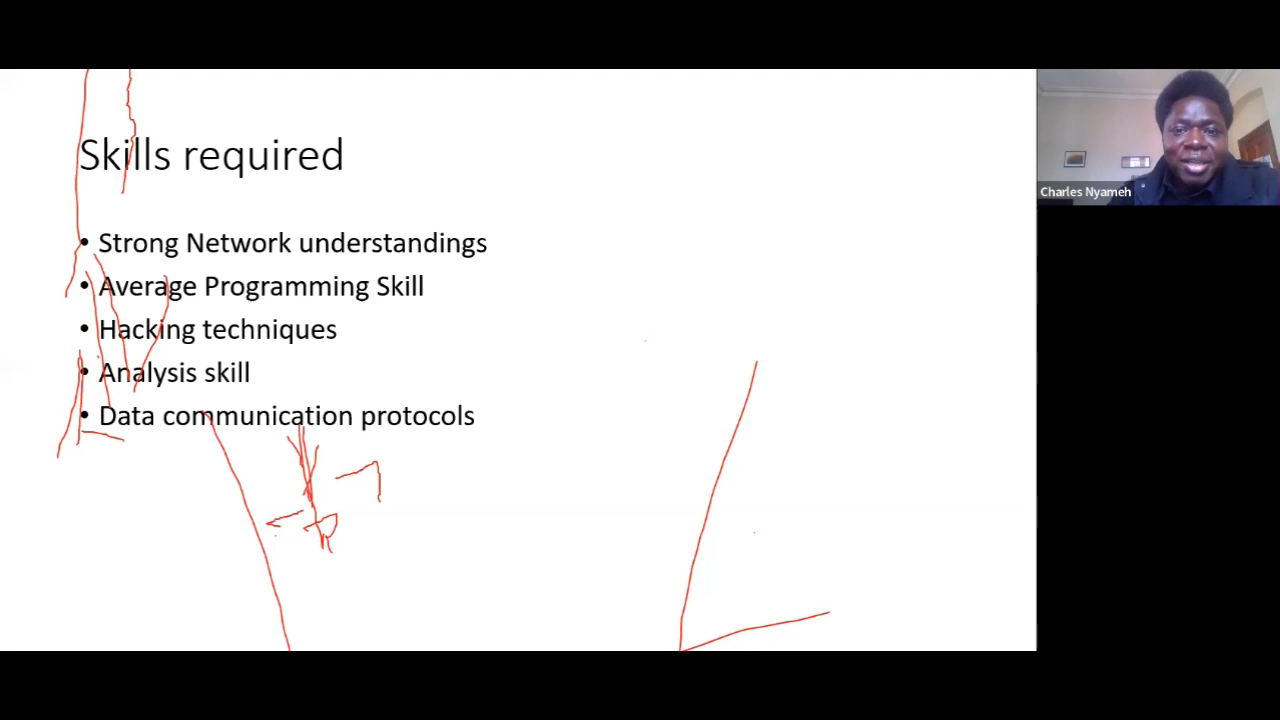 Skills required
Charles Nyameh
• Strong Network understandings
• Average Programming Skill
• Hacking techniques
• Analysis skill
• Data communication protocols